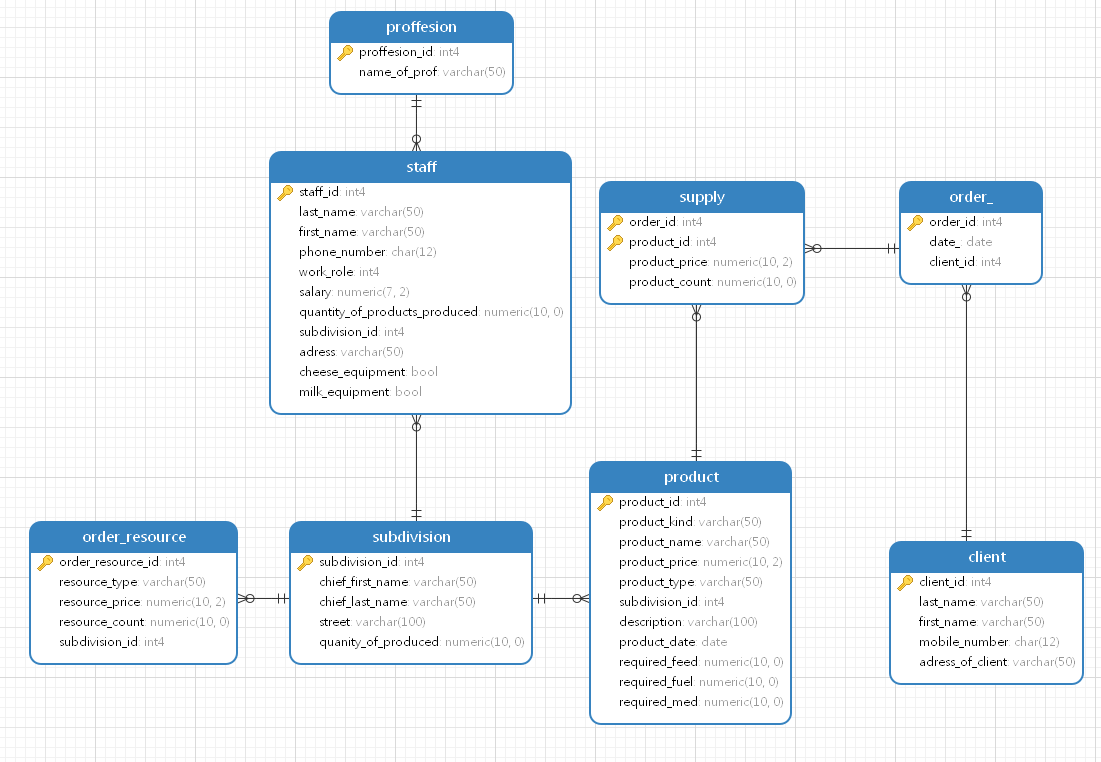 proffesion
proffesion_id: int4
name_of_prof: varchar(50)
staff
staff_id: int4
last_name: varchar(50)
first_name: varchar(50)
phone_number: char(12)
work_role: int4
salary: numeric(7, 2)
quantity_of_products_produced: numeric(10, 0)
subdivision_id: int4
adress: varchar(50)
cheese_equipment: bool
milk_equipment: bool
supply
order_id: int4
product_id: int4
product_price: numeric(10, 2)
product_count: numeric(10, 0)
order_
order_id: int4
date_: date
client_id: int4
order_resource
order_resource_id: int4
resource_type: varchar(50)
resource_price: numeric(10, 2)
resource_count: numeric(10, 0)
subdivision_id: int4
subdivision
subdivision_id: int4
chief_first_name: varchar(50)
chief_last_name: varchar(50)
street: varchar(100)
quanity_of_produced: numeric(10, 0)
product
product_id: int4
product_kind: varchar(50)
product_name: varchar(50)
product_price: numeric(10, 2)
product_type: varchar(50)
subdivision_id: int4
description: varchar(100)
product_date: date
required_feed: numeric(10, 0)
required_fuel: numeric(10, 0)
required_med: numeric(10, 0)
client
client_id: int4
last_name: varchar(50)
first_name: varchar(50)
mobile_number: char(12)
adress_of_client: varchar(50)